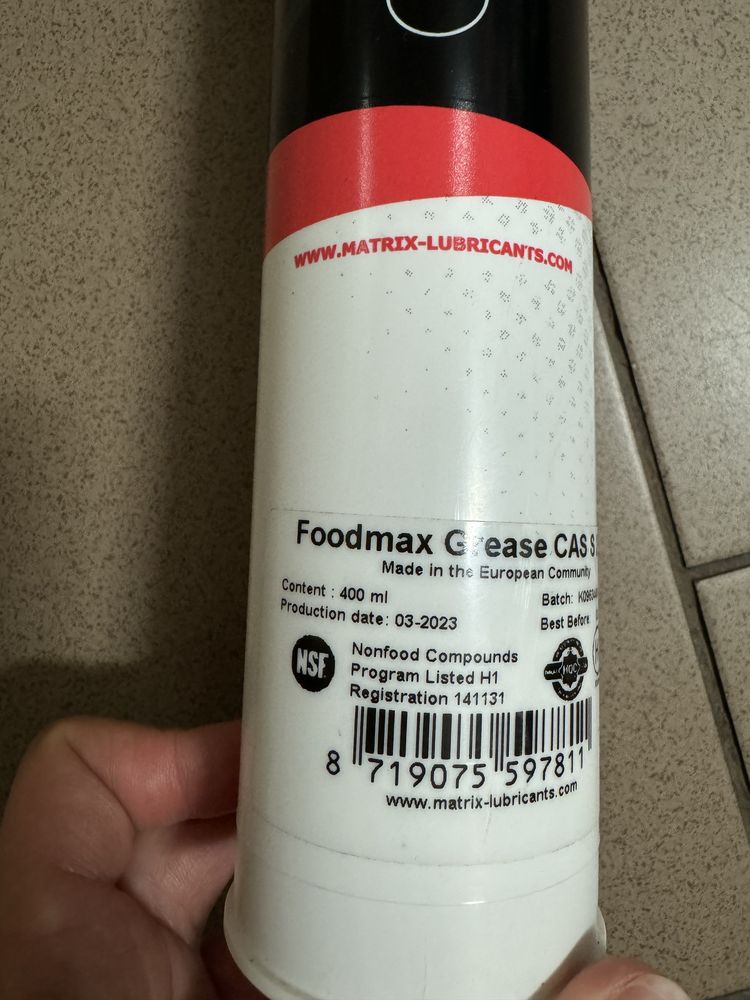 WWW.MATRIX-LUBRICANTS.COM
Foodmax Grease CAS S
Made in the European Community
Content : 400 ml
Batch:
Production date: 03-2023
Best Before
NSF
Nonfood Compounds
Program Listed H1
Registration 141131
8 719075 597811
www.matrix-lubricants.com